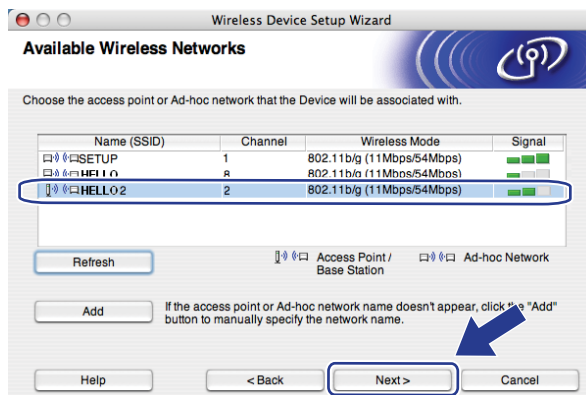 Wireless Device Setup Wizard
Available Wireless Networks
Choose the access point or Ad-hoc network that the Device will be associated with.
Name (SSID) Channel Wireless Mode Signal
SETUP 1 802.11b/g (11Mbps/54Mbps)
HELLO 8 802.11b/g (11Mbps/54Mbps)
HELLO2 2 802.11b/g (11Mbps/54Mbps)
Refresh Access Point / Ad-hoc Network
Base Station
Add If the access point or Ad-hoc network name doesn't appear, click the "Add"
button to manually specify the network name.
Help < Back Next > Cancel